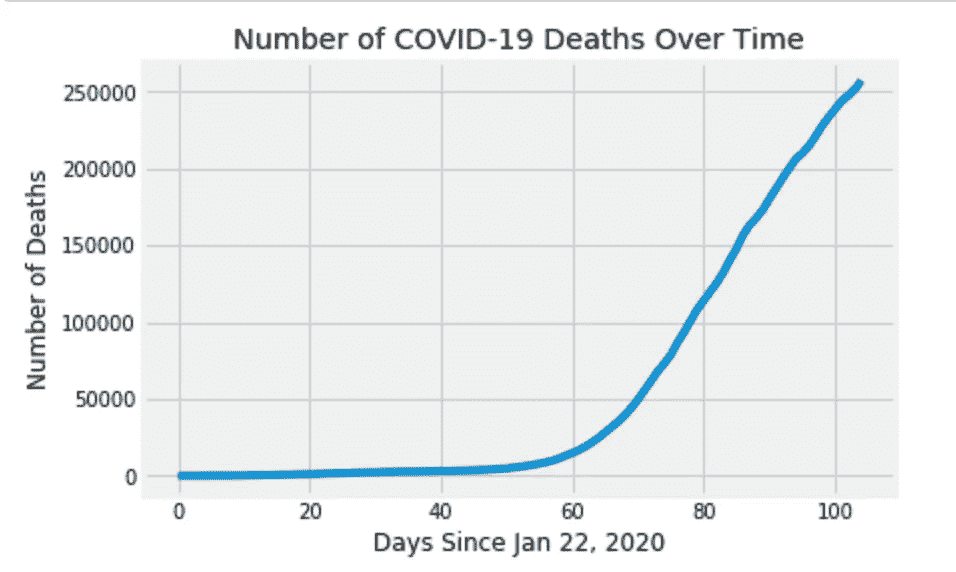 Number of COVID-19 Deaths Over Time
250000
200000
150000
100000
50000
0
Number of Deaths
0 20 40 60 80 100
Days Since Jan 22, 2020